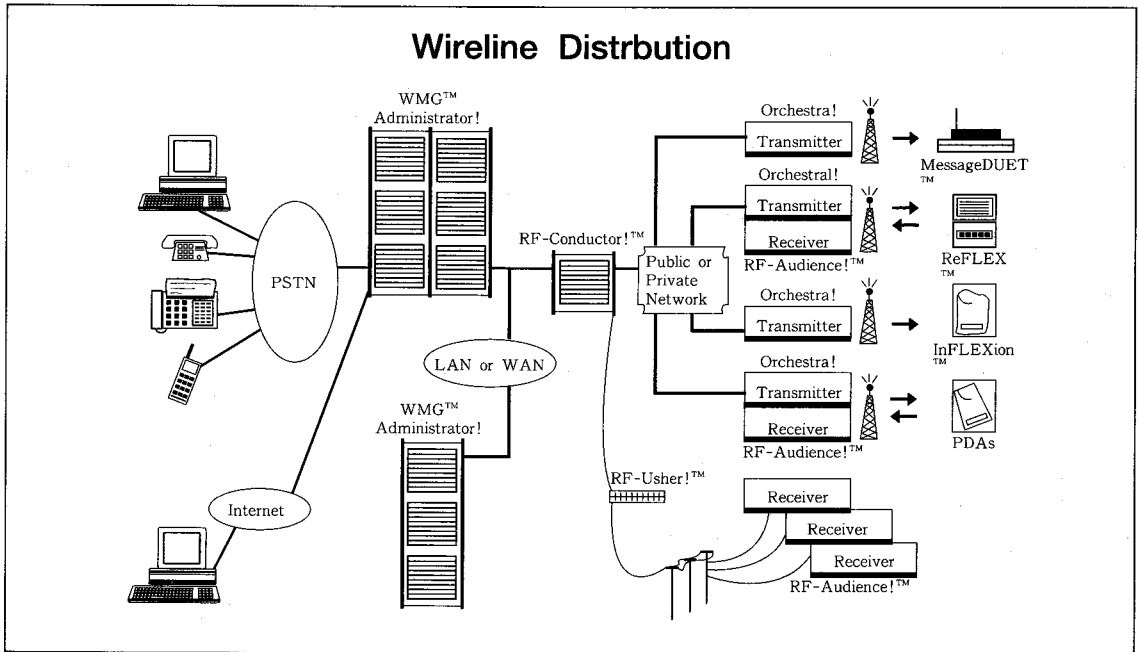 Wireline Distrbution
WMG™
Administrator!
PSTN
Internet
LAN or WAN
WMG™
Administrator!
RF-Conductor!™
Public or
Private
Network
Orchestra!
Transmitter
MessageDUET
™
Orchestral!
Transmitter
Receiver
RF-Audience!™
ReFLEX
™
Orchestra!
Transmitter
InFLEXion
™
Orchestra!
Transmitter
Receiver
RF-Audience!™
PDAs
RF-Usher!™
Receiver
Receiver
Receiver
RF-Audience!™